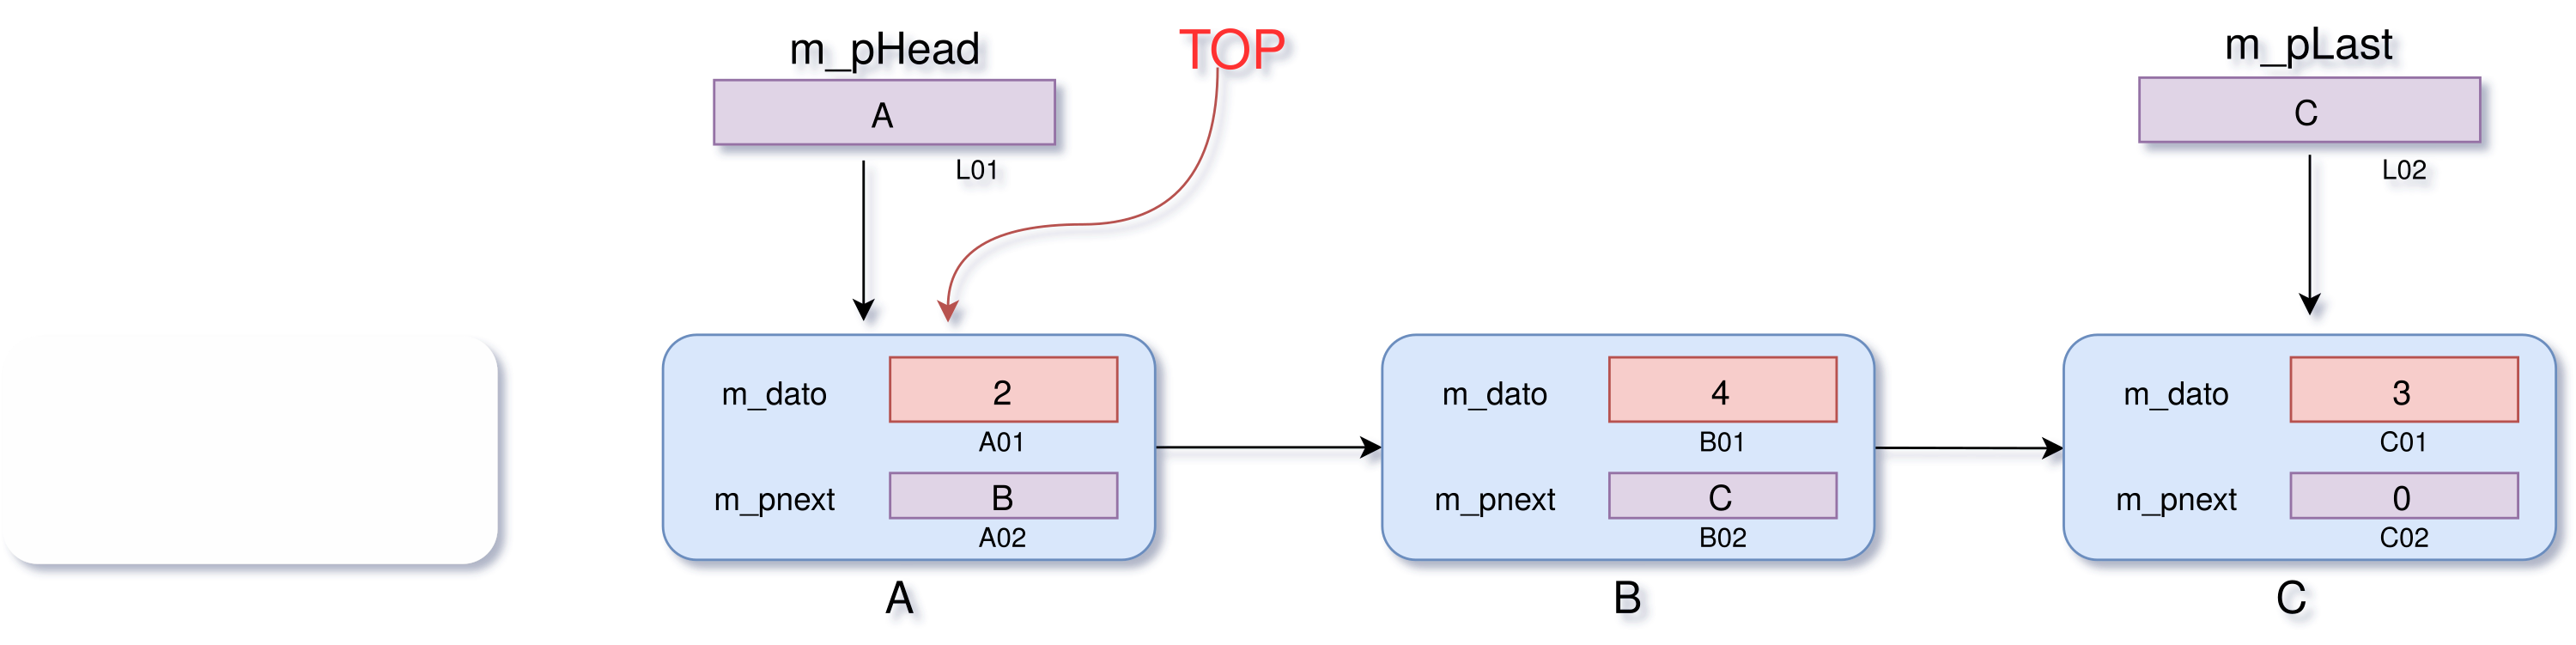 m_pHead
TOP
m_pLast
A
C
L01
L02
m_dato
2
m_dato
4
m_dato
3
A01
B01
C01
m_pnext
B
m_pnext
C
m_pnext
0
A02
B02
C02
A
B
C